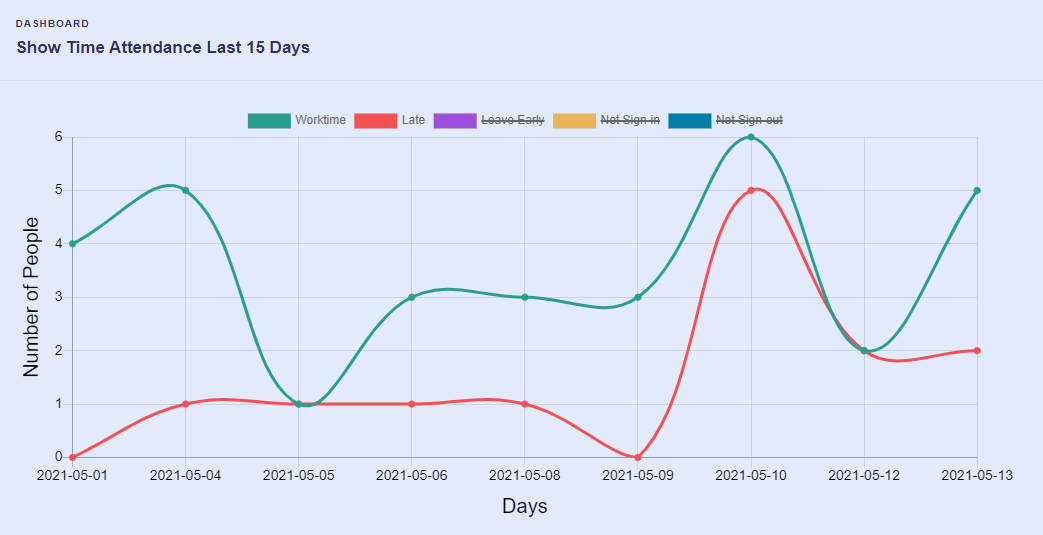 DASHBOARD
Show Time Attendance Last 15 Days
Worktime Late Leave Early Not Sign in Not Sign out
6
5
4
3
2
1
0
Number of People
2021-05-01 2021-05-04 2021-05-05 2021-05-06 2021-05-08 2021-05-09 2021-05-10 2021-05-12 2021-05-13
Days